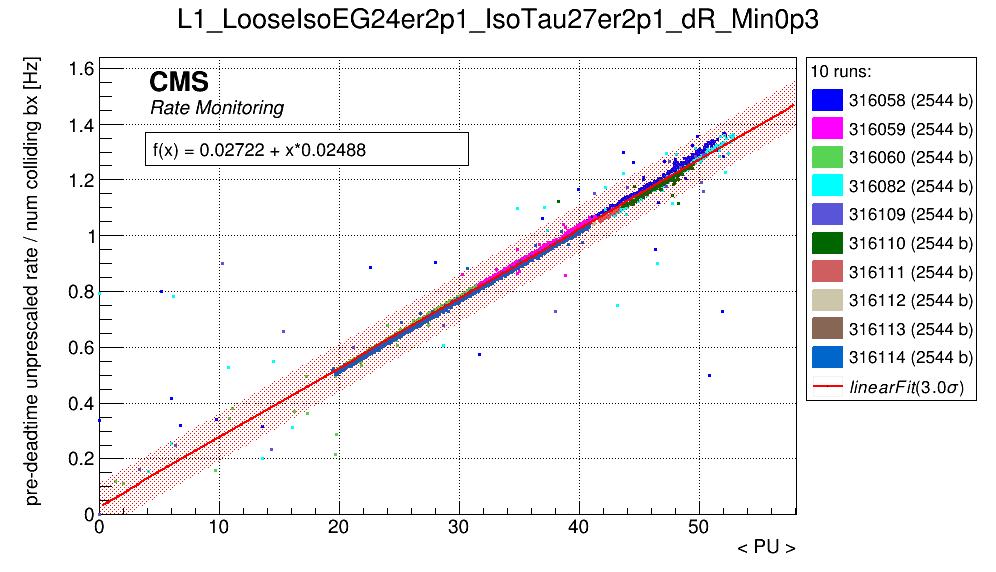 L1_LooseIsoEG24er2p1_IsoTau27er2p1_dR_Min0p3
pre-deadtime unprescaled rate / num colliding bx [Hz]
1.6
1.4
1.2
1
0.8
0.6
0.4
0.2
0
CMS
Rate Monitoring
f(x) = 0.02722 + x*0.02488
0
10
20
30
40
50
< PU >
10 runs:
316058 (2544 b)
316059 (2544 b)
316060 (2544 b)
316082 (2544 b)
316109 (2544 b)
316110 (2544 b)
316111 (2544 b)
316112 (2544 b)
316113 (2544 b)
316114 (2544 b)
linearFit(3.0σ)